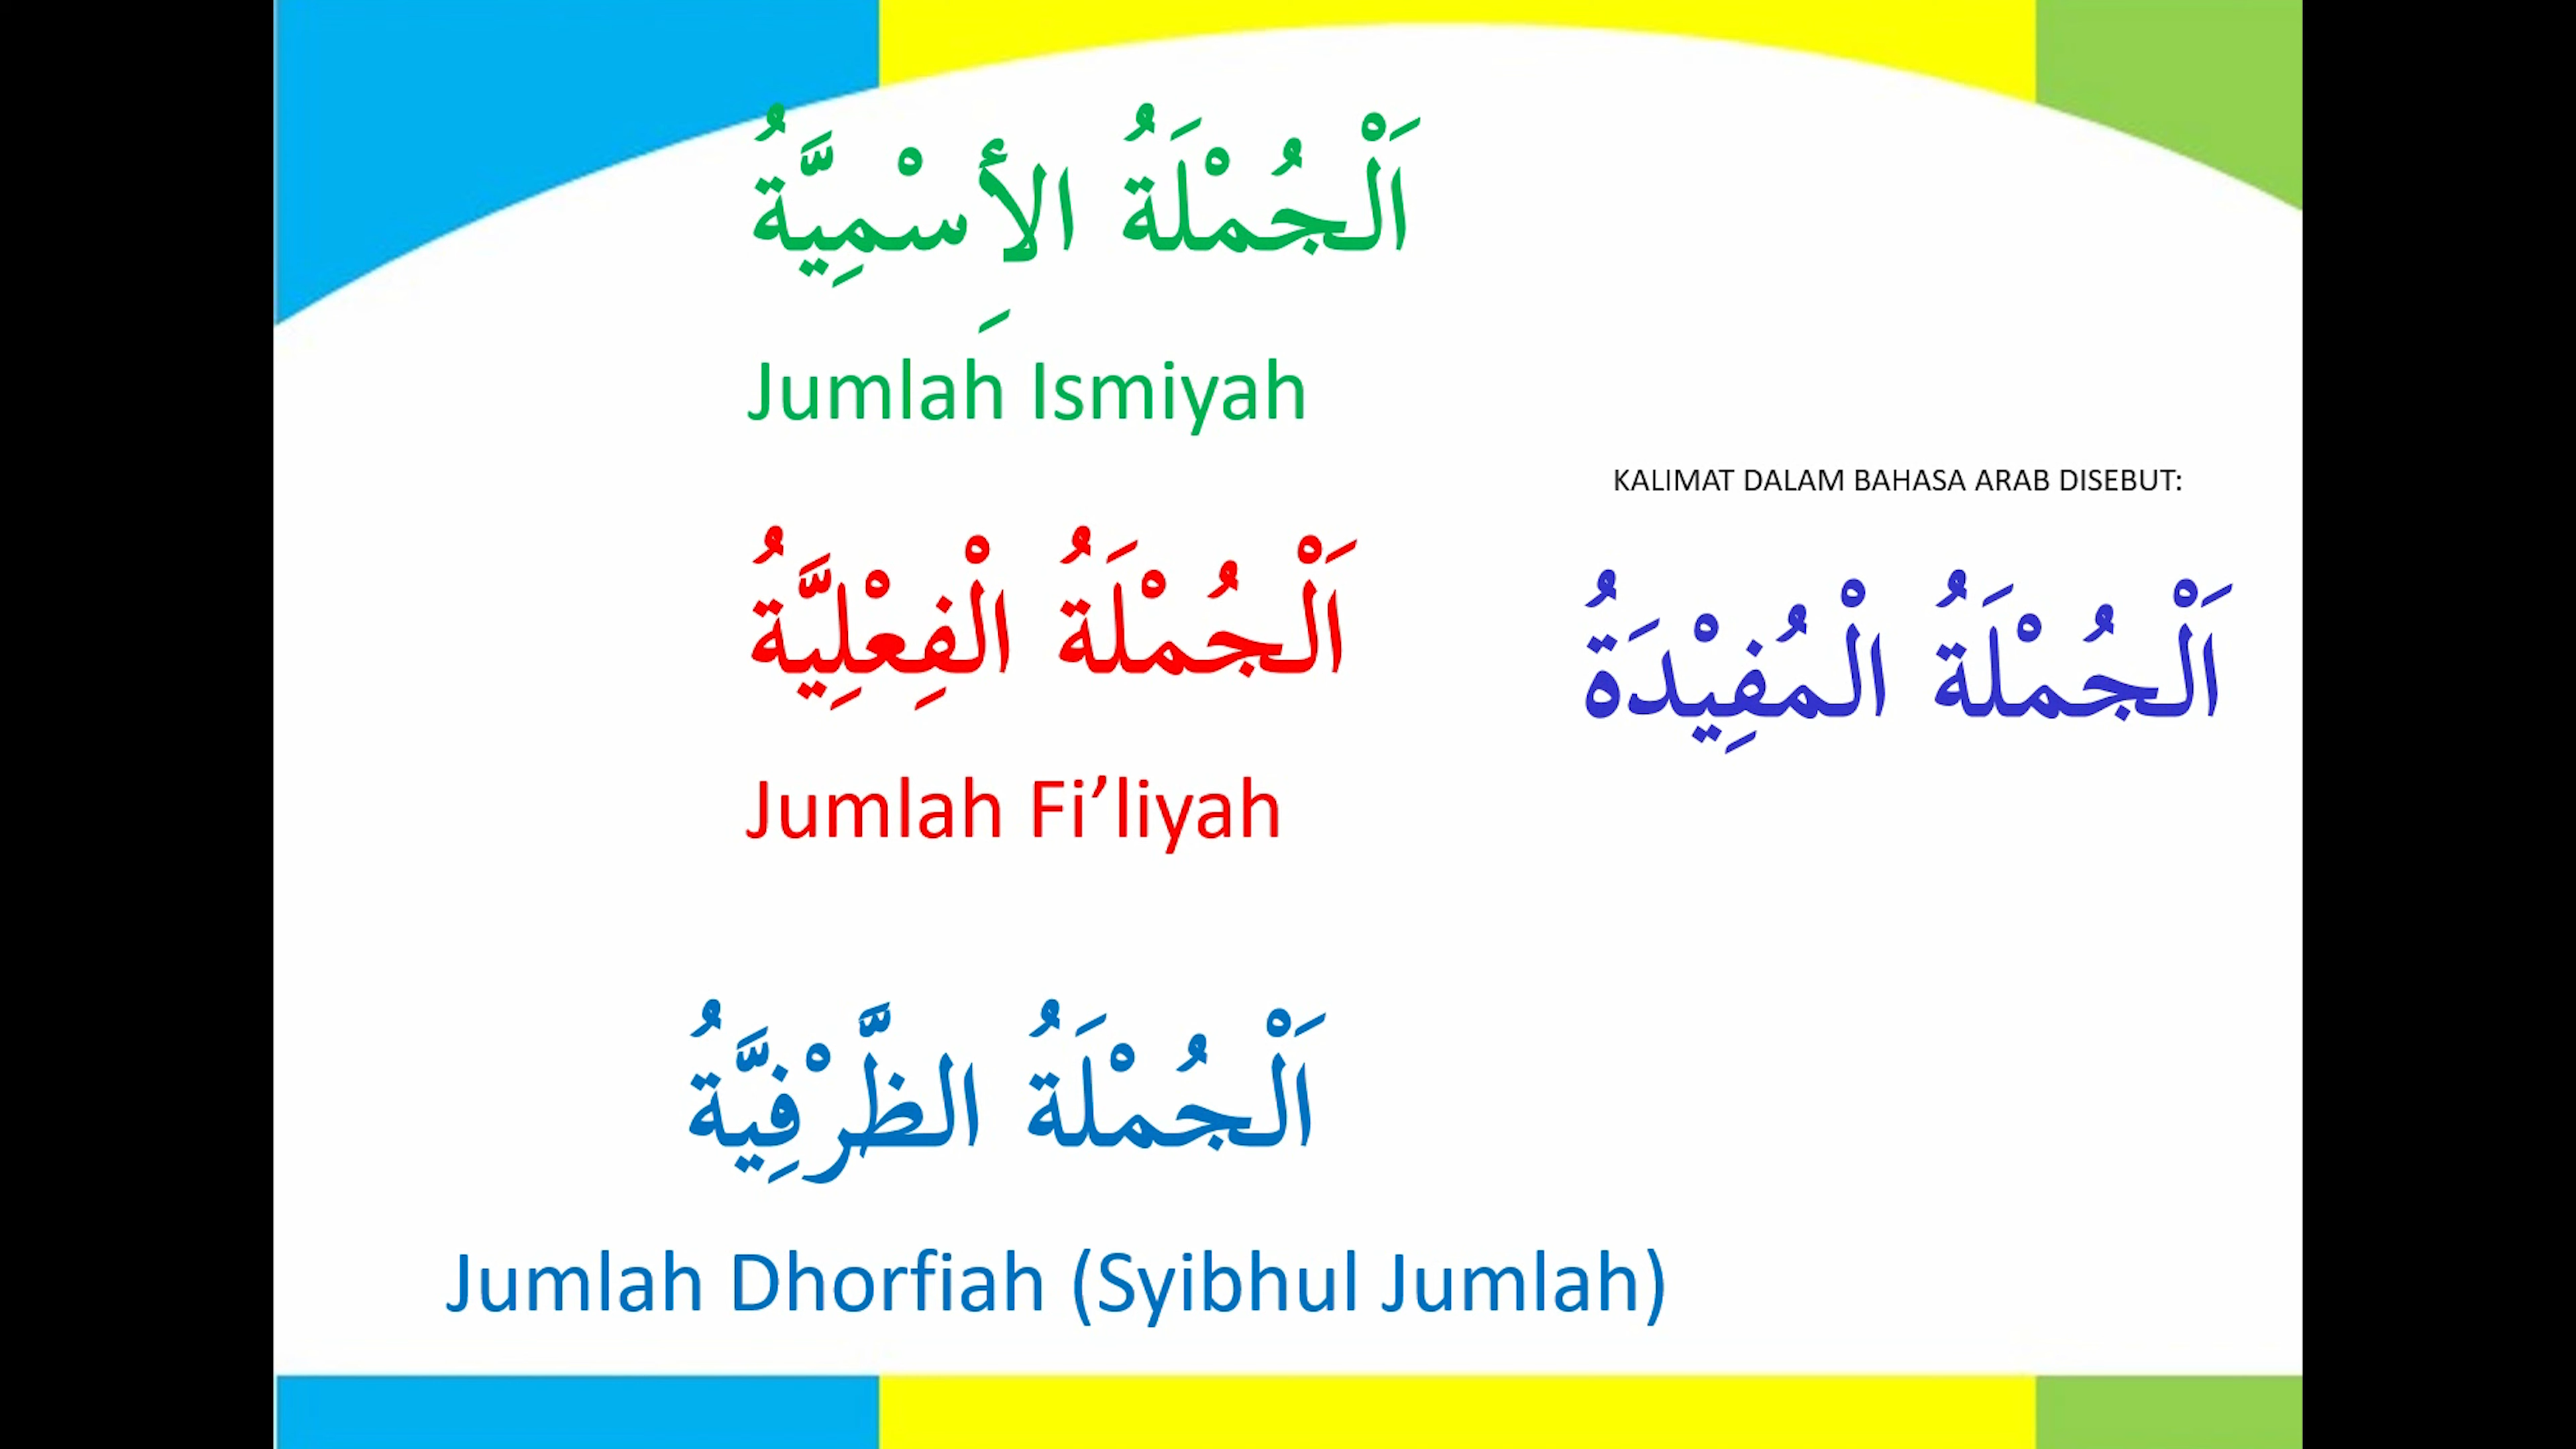 اَلْجُمْلَةُ الأَِسْمِيَّةُ
Jumlah Ismiyah
KALIMAT DALAM BAHASA ARAB DISEBUT:
اَلْجُمْلَةُ الْمُفِيْدَةُ
اَلْجُمْلَةُ الْفِعْلِيَّةُ
Jumlah Fi’liyah
اَلْجُمْلَةُ الظَّرْفِيَّةُ
Jumlah Dhorfiah (Syibhul Jumlah)